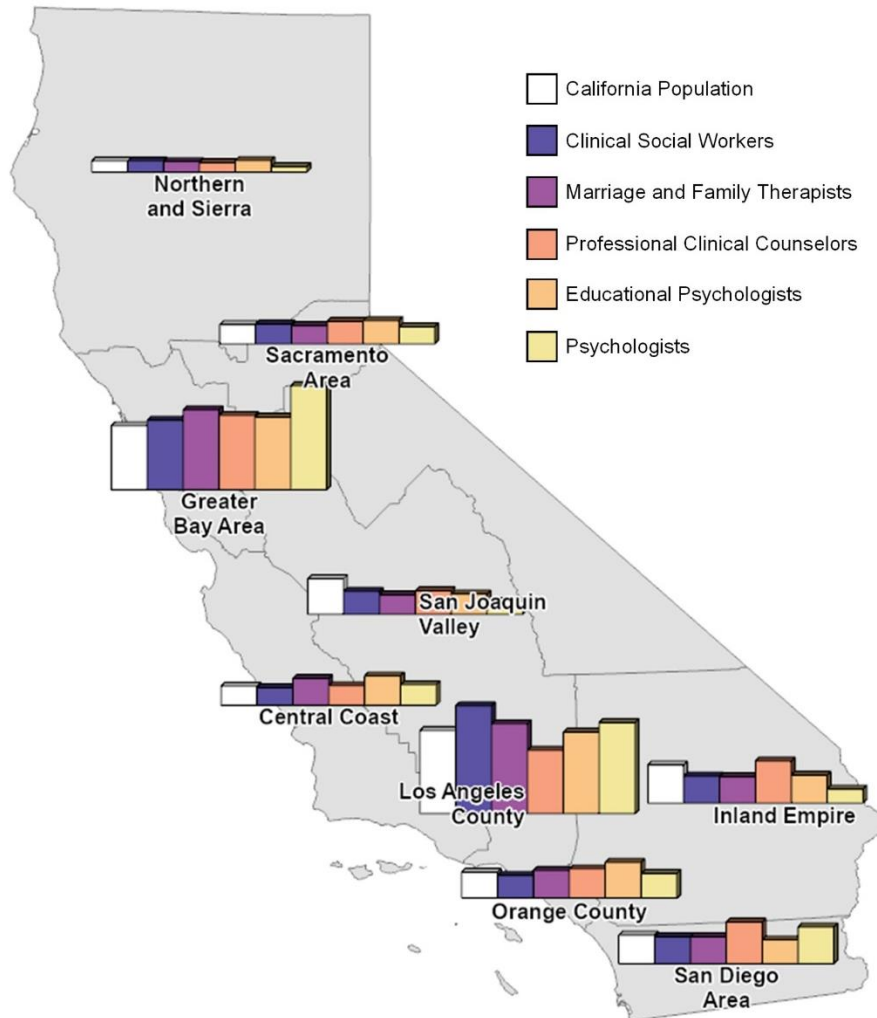 California Population
Clinical Social Workers
Marriage and Family Therapists
Professional Clinical Counselors
Educational Psychologists
Psychologists
Northern
and Sierra
Sacramento
Area
Greater
Bay Area
San Joaquin
Valley
Central Coast
Los Angeles
County
Inland Empire
Orange County
San Diego
Area